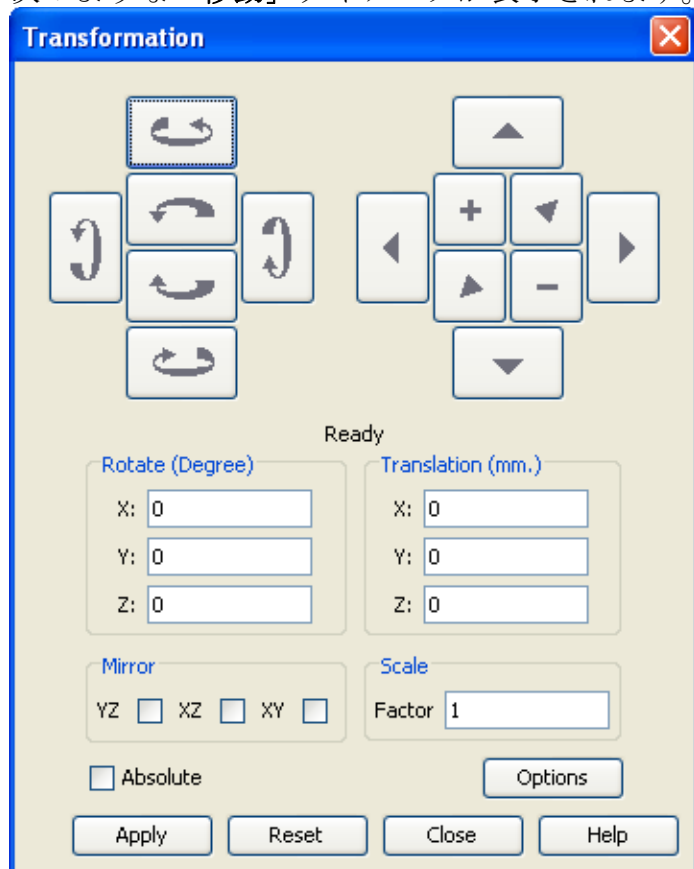 Transformation
Ready
Rotate (Degree)
Translation (mm.)
X: 0
X: 0
Y: 0
Y: 0
Z: 0
Z: 0
Mirror
Scale
YZ XZ XY
Factor 1
Absolute
Options
Apply Reset Close Help